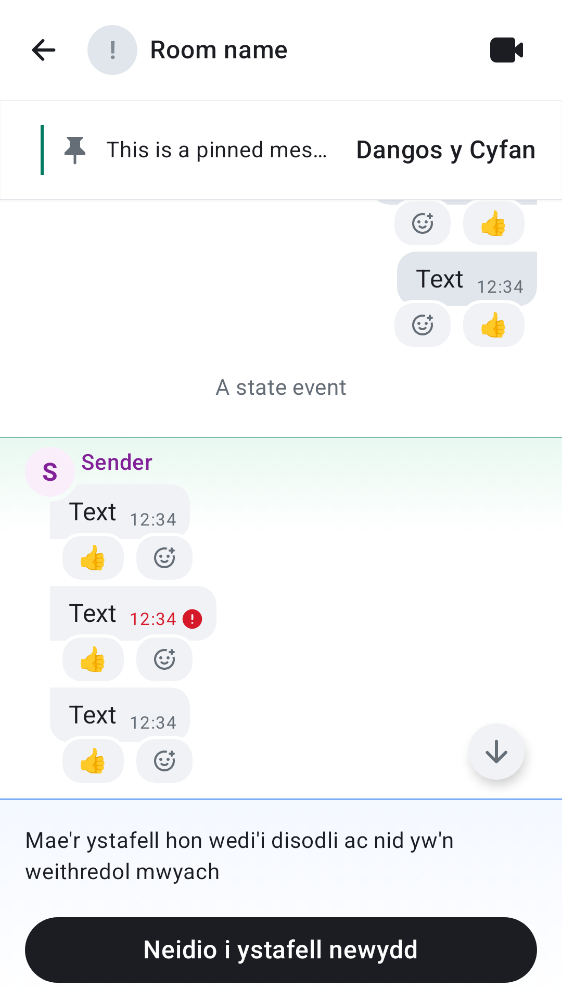 !
Room name
This is a pinned mes... Dangos y Cyfan
Text 12:34
A state event
S Sender
Text 12:34
Text 12:34 !
Text 12:34
Mae'r ystafell hon wedi'i disodli ac nid yw'n
weithredol mwyach
Neidio i ystafell newydd